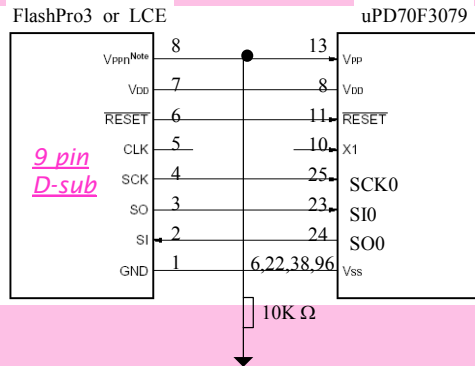 FlashPro3 or LCE uPD70F3079
VPPnNote 8 13 VPP
VDD 7 8 VDD
RESET 6 11 RESET
CLK 5 10 X1
9 pin
D-sub
SCK 4 25 SCK0
SO 3 23 SI0
SI 2 24 SO0
GND 1 6,22,38,96 VSS
10K Ω